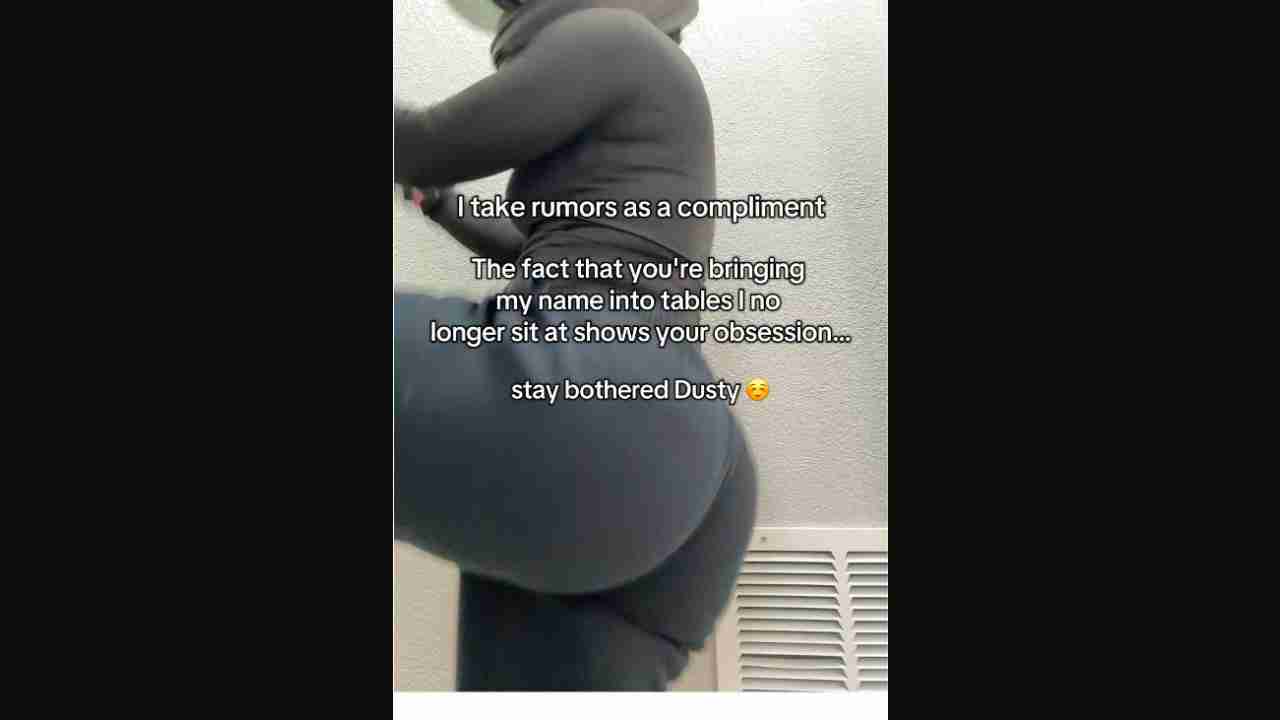 I take rumors as a compliment
The fact that you're bringing
my name into tables I no
longer sit at shows your obsession...
stay bothered Dusty ☺️